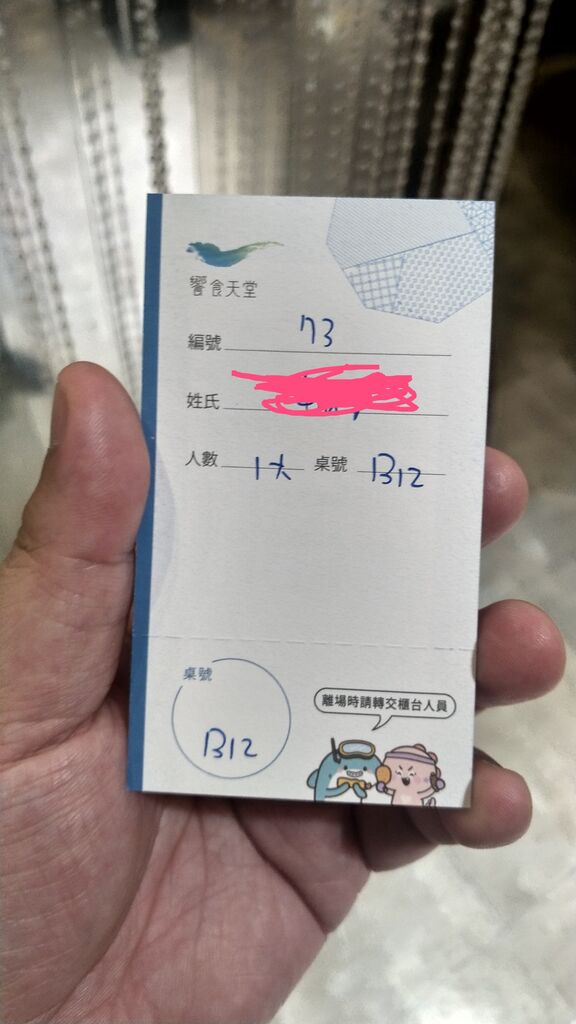 饗食天堂
編號 73
姓氏
人數 1大 桌號 B12
桌號
B12
離場時請轉交櫃台人員